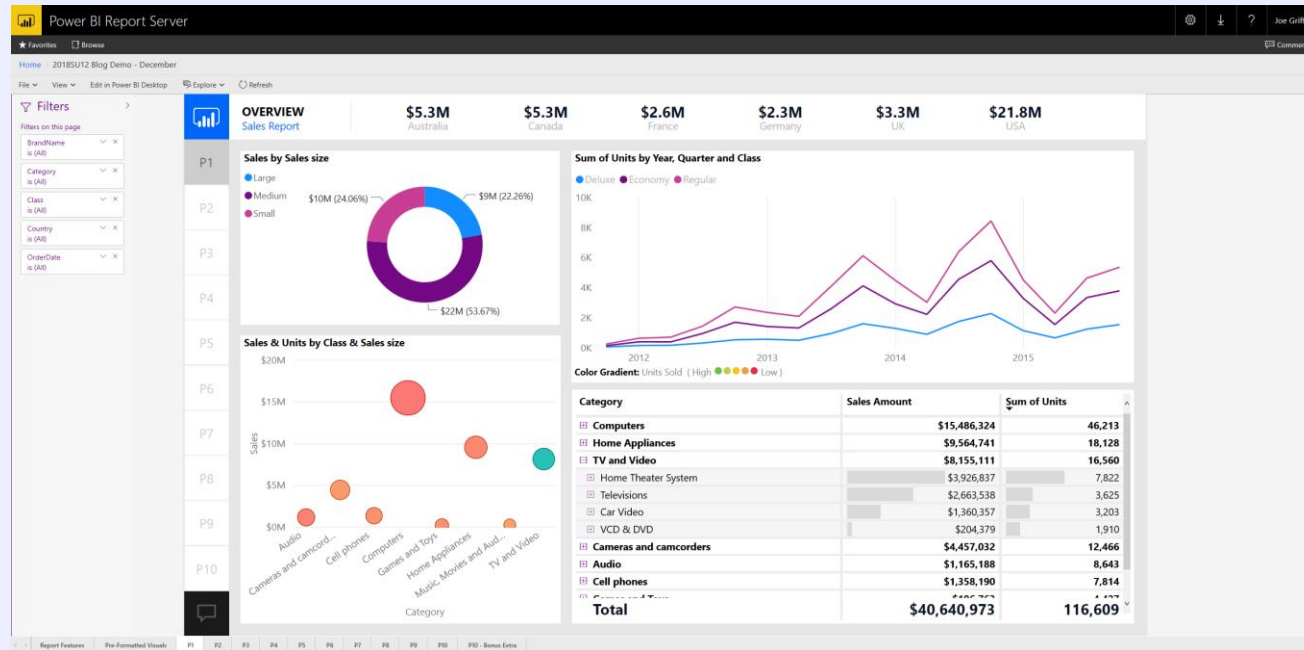 Power BI Report Server
? Joe Griff
Favorites Browse
Commen
Home 2018SU12 Blog Demo - December
File View Edit in Power BI Desktop Explore Refresh
Filters
Filters on this page
BrandName
is (All)
Category
is (All)
Class
is (All)
Country
is (All)
OrderDate
is (All)
P1
P2
P3
P4
P5
P6
P7
P8
P9
P10
OVERVIEW
Sales Report
$5.3M
Australia
$5.3M
Canada
$2.6M
France
$2.3M
Germany
$3.3M
UK
$21.8M
USA
Sales by Sales size
Large
Medium
Small
$10M (24.06%)
$9M (22.26%)
$22M (53.67%)
Sum of Units by Year, Quarter and Class
Deluxe Economy Regular
10K
8K
6K
4K
2K
0K
2012 2013 2014 2015
Color Gradient: Units Sold ( High Low )
Sales & Units by Class & Sales size
$20M
$15M
$10M
$5M
$0M
Sales
Audio
Cameras and camcord...
Cell phones
Computers
Games and Toys
Home Appliances
Music, Movies and Aud...
TV and Video
Category
Category Sales Amount Sum of Units
Computers $15,486,324 46,213
Home Appliances $9,564,741 18,128
TV and Video $8,155,111 16,560
Home Theater System $3,926,837 7,822
Televisions $2,663,538 3,625
Car Video $1,360,357 3,203
VCD & DVD $204,379 1,910
Cameras and camcorders $4,457,032 12,466
Audio $1,165,188 8,643
Cell phones $1,358,190 7,814
Total $40,640,973 116,609
Report Features Pre-Formatted Visuals P1 P2 P3 P4 P5 P6 P7 P8 P9 P10 P10 - Bonus Extra